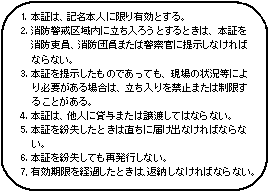 1. 本証は、記名本人に限り有効とする。
2. 消防警戒区域内に立ち入ろうとするときは、本証を
消防吏員、消防団員または警察官に提示しなければ
ならない。
3. 本証を提示したものであっても、現場の状況等によ
り必要がある場合は、立ち入りを禁止または制限す
ることがある。
4. 本証は、他人に貸与または譲渡してはならない。
5. 本証を紛失したときは直ちに届け出なければならな
い。
6. 本証を紛失しても再発行しない。
7. 有効期限を経過したときは、返納しなければならない。